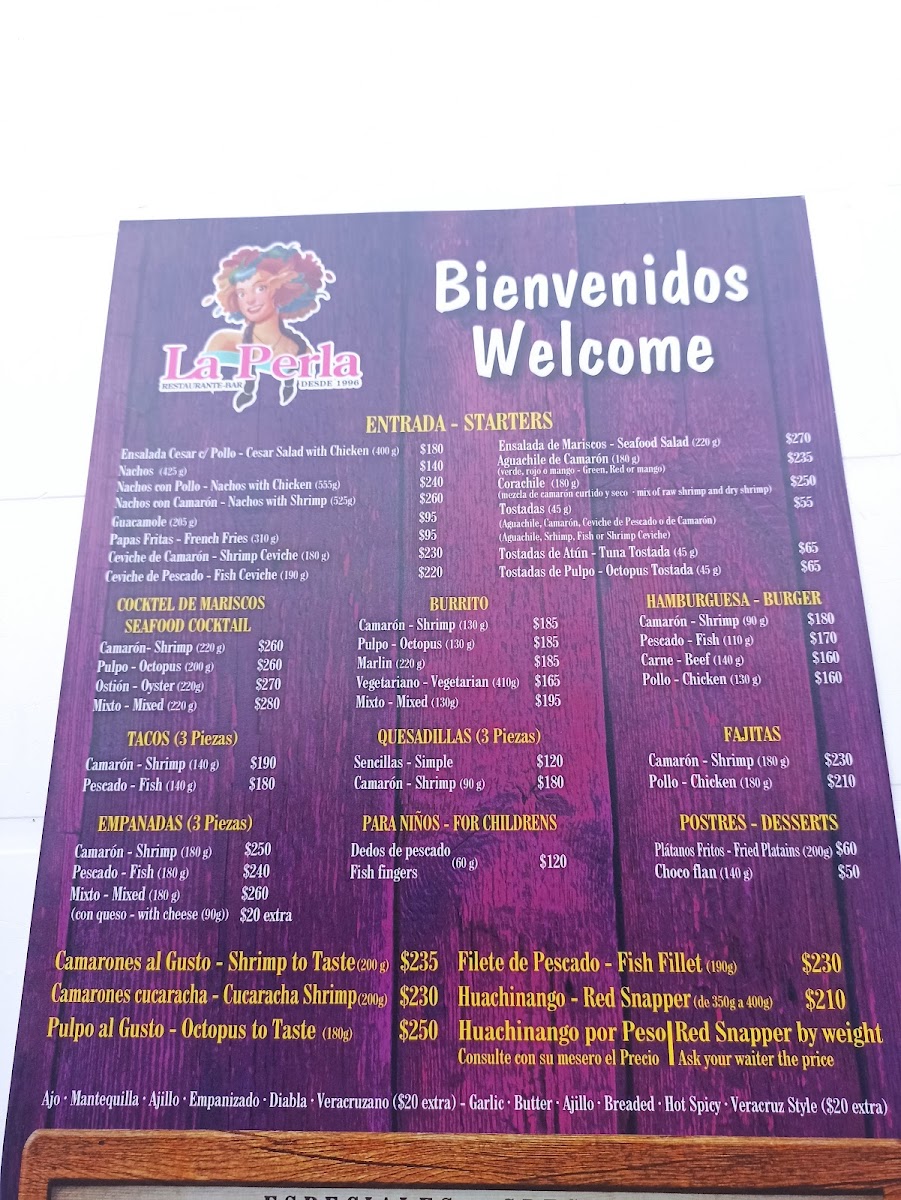 La Perla
RESTAURANTE-BAR DESDE 1996
Bienvenidos
Welcome
ENTRADA - STARTERS
Ensalada Cesar c/ Pollo - Cesar Salad with Chicken (400 g) $180
Nachos (425 g) $140
Nachos con Pollo - Nachos with Chicken (555g) $240
Nachos con Camarón - Nachos with Shrimp (525g) $260
Guacamole (205 g) $95
Papas Fritas - French Fries (310 g) $95
Ceviche de Camarón - Shrimp Ceviche (180 g) $230
Ceviche de Pescado - Fish Ceviche (190 g) $220
Ensalada de Mariscos - Seafood Salad (220 g) $270
Aguachile de Camarón (180 g) $235
(verde, rojo o mango - Green, Red or mango)
Corachile (180 g) $250
(mezcla de camarón curtido y seco · mix of raw shrimp and dry shrimp)
Tostadas (45 g) $55
(Aguachile, Camarón, Ceviche de Pescado o de Camarón)
(Aguachile, Srhimp, Fish or Shrimp Ceviche)
Tostadas de Atún - Tuna Tostada (45 g) $65
Tostadas de Pulpo - Octopus Tostada (45 g) $65
COCKTEL DE MARISCOS
SEAFOOD COCKTAIL
Camarón- Shrimp (220 g) $260
Pulpo - Octopus (200 g) $260
Ostión - Oyster (220g) $270
Mixto - Mixed (220 g) $280
BURRITO
Camarón - Shrimp (130 g) $185
Pulpo - Octopus (130 g) $185
Marlin (220 g) $185
Vegetariano - Vegetarian (410g) $165
Mixto - Mixed (130g) $195
HAMBURGUESA - BURGER
Camarón - Shrimp (90 g) $180
Pescado - Fish (110 g) $170
Carne - Beef (140 g) $160
Pollo - Chicken (130 g) $160
TACOS (3 Piezas)
Camarón - Shrimp (140 g) $190
Pescado - Fish (140 g) $180
QUESADILLAS (3 Piezas)
Sencillas - Simple $120
Camarón - Shrimp (90 g) $180
FAJITAS
Camarón - Shrimp (180 g) $230
Pollo - Chicken (180 g) $210
EMPANADAS (3 Piezas)
Camarón - Shrimp (180 g) $250
Pescado - Fish (180 g) $240
Mixto - Mixed (180 g) $260
(con queso - with cheese (90g)) $20 extra
PARA NIÑOS - FOR CHILDRENS
Dedos de pescado
Fish fingers (60 g) $120
POSTRES - DESSERTS
Plátanos Fritos - Fried Platains (200g) $60
Choco flan (140 g) $50
Camarones al Gusto - Shrimp to Taste (200 g) $235
Camarones cucaracha - Cucaracha Shrimp (200g) $230
Pulpo al Gusto - Octopus to Taste (180g) $250
Filete de Pescado - Fish Fillet (190g) $230
Huachinango - Red Snapper (de 350g a 400g) $210
Huachinango por Peso | Red Snapper by weight
Consulte con su mesero el Precio | Ask your waiter the price
Ajo · Mantequilla · Ajillo · Empanizado · Diabla · Veracruzano ($20 extra) - Garlic · Butter · Ajillo · Breaded · Hot Spicy · Veracruz Style ($20 extra)